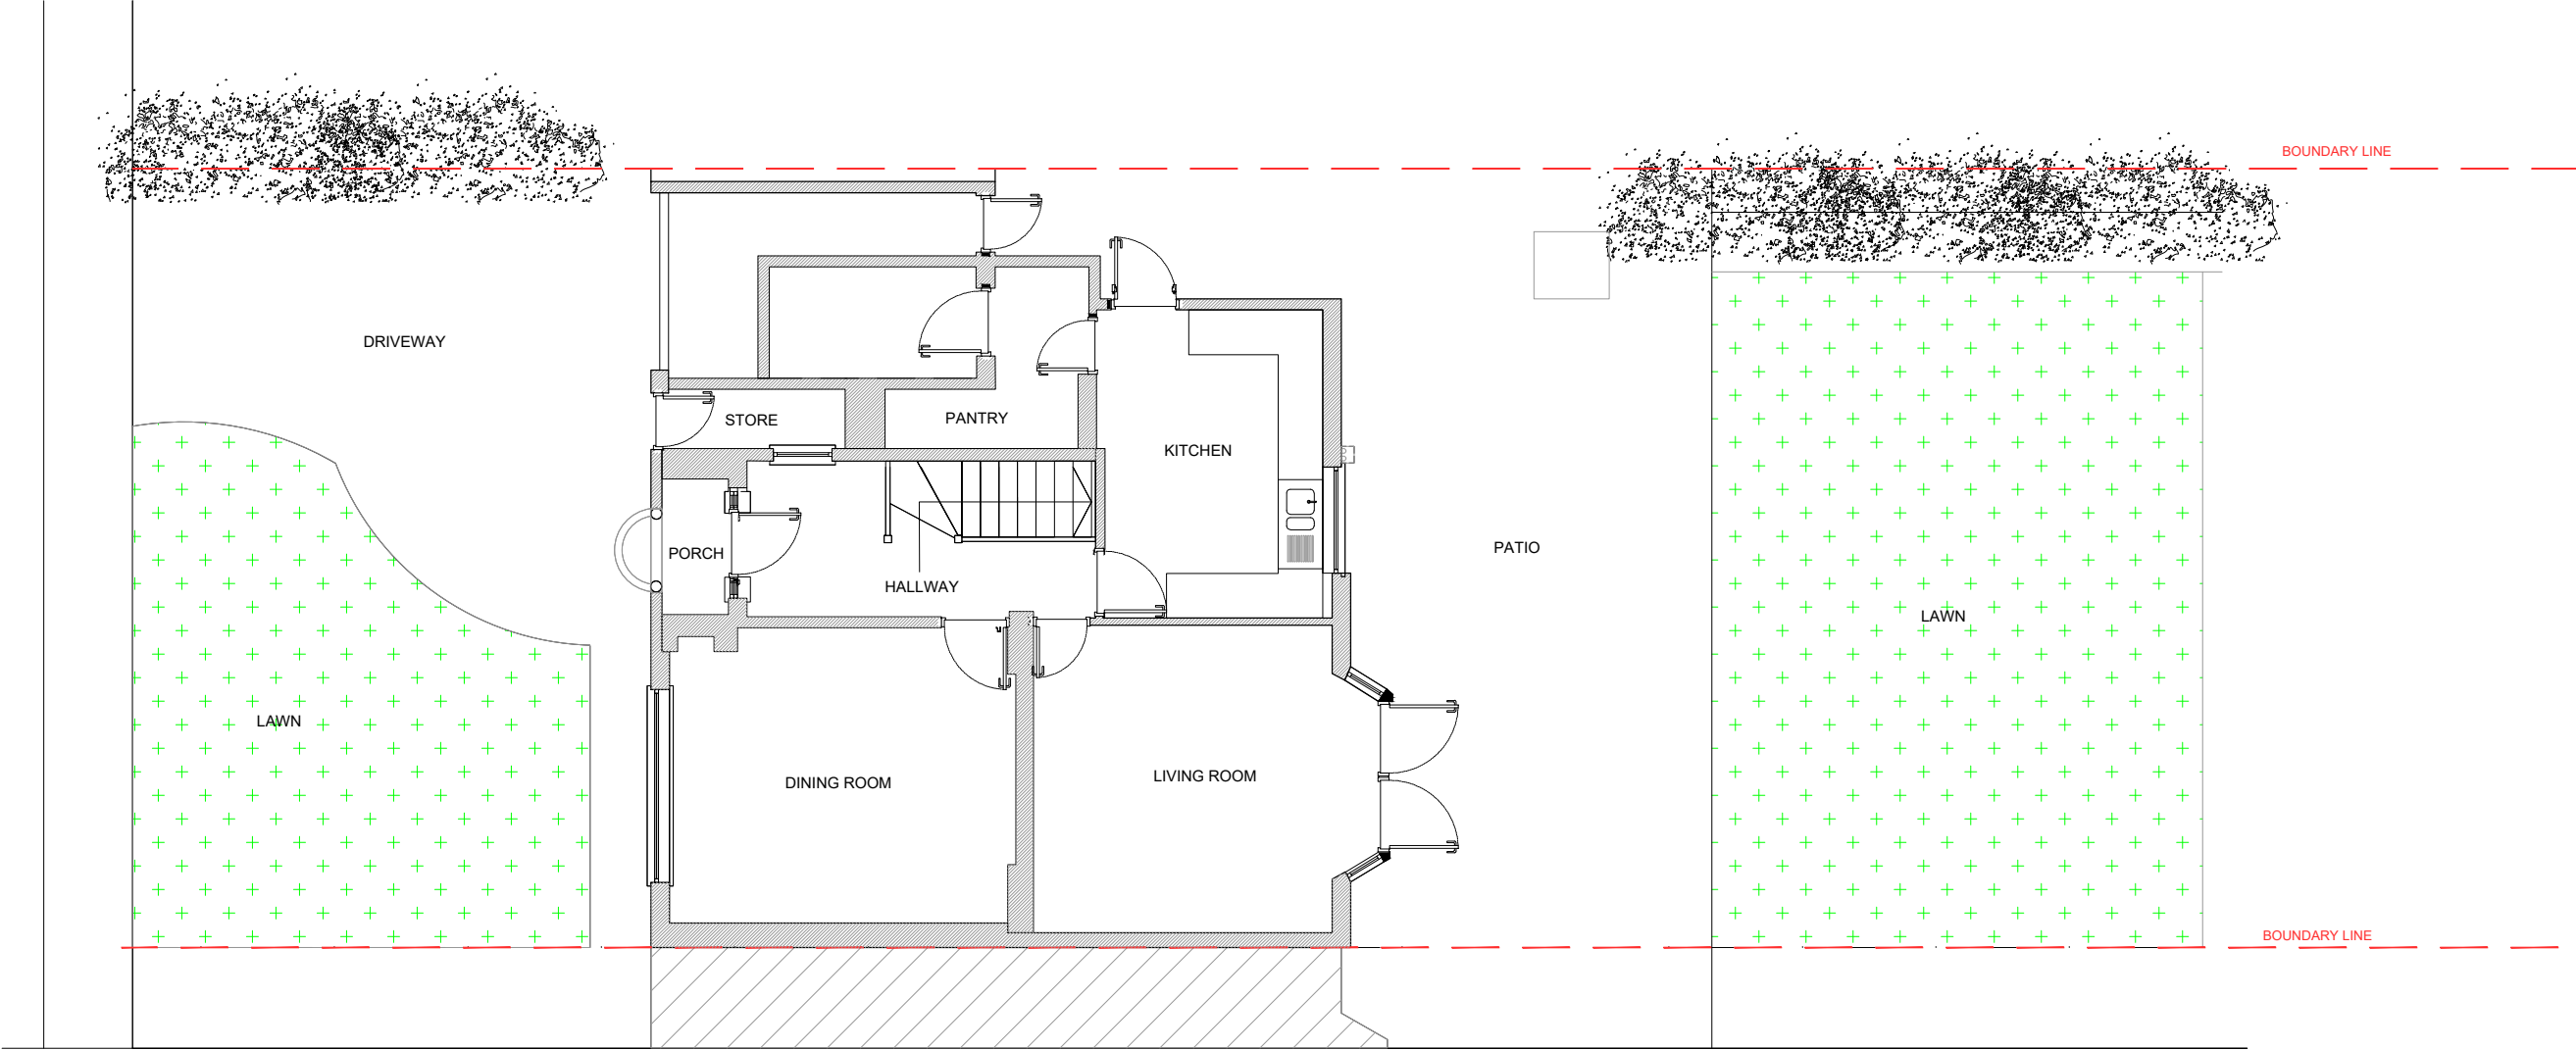 BOUNDARY LINE
DRIVEWAY
STORE
PANTRY
KITCHEN
PORCH
HALLWAY
PATIO
LAWN
LAWN
DINING ROOM
LIVING ROOM
BOUNDARY LINE